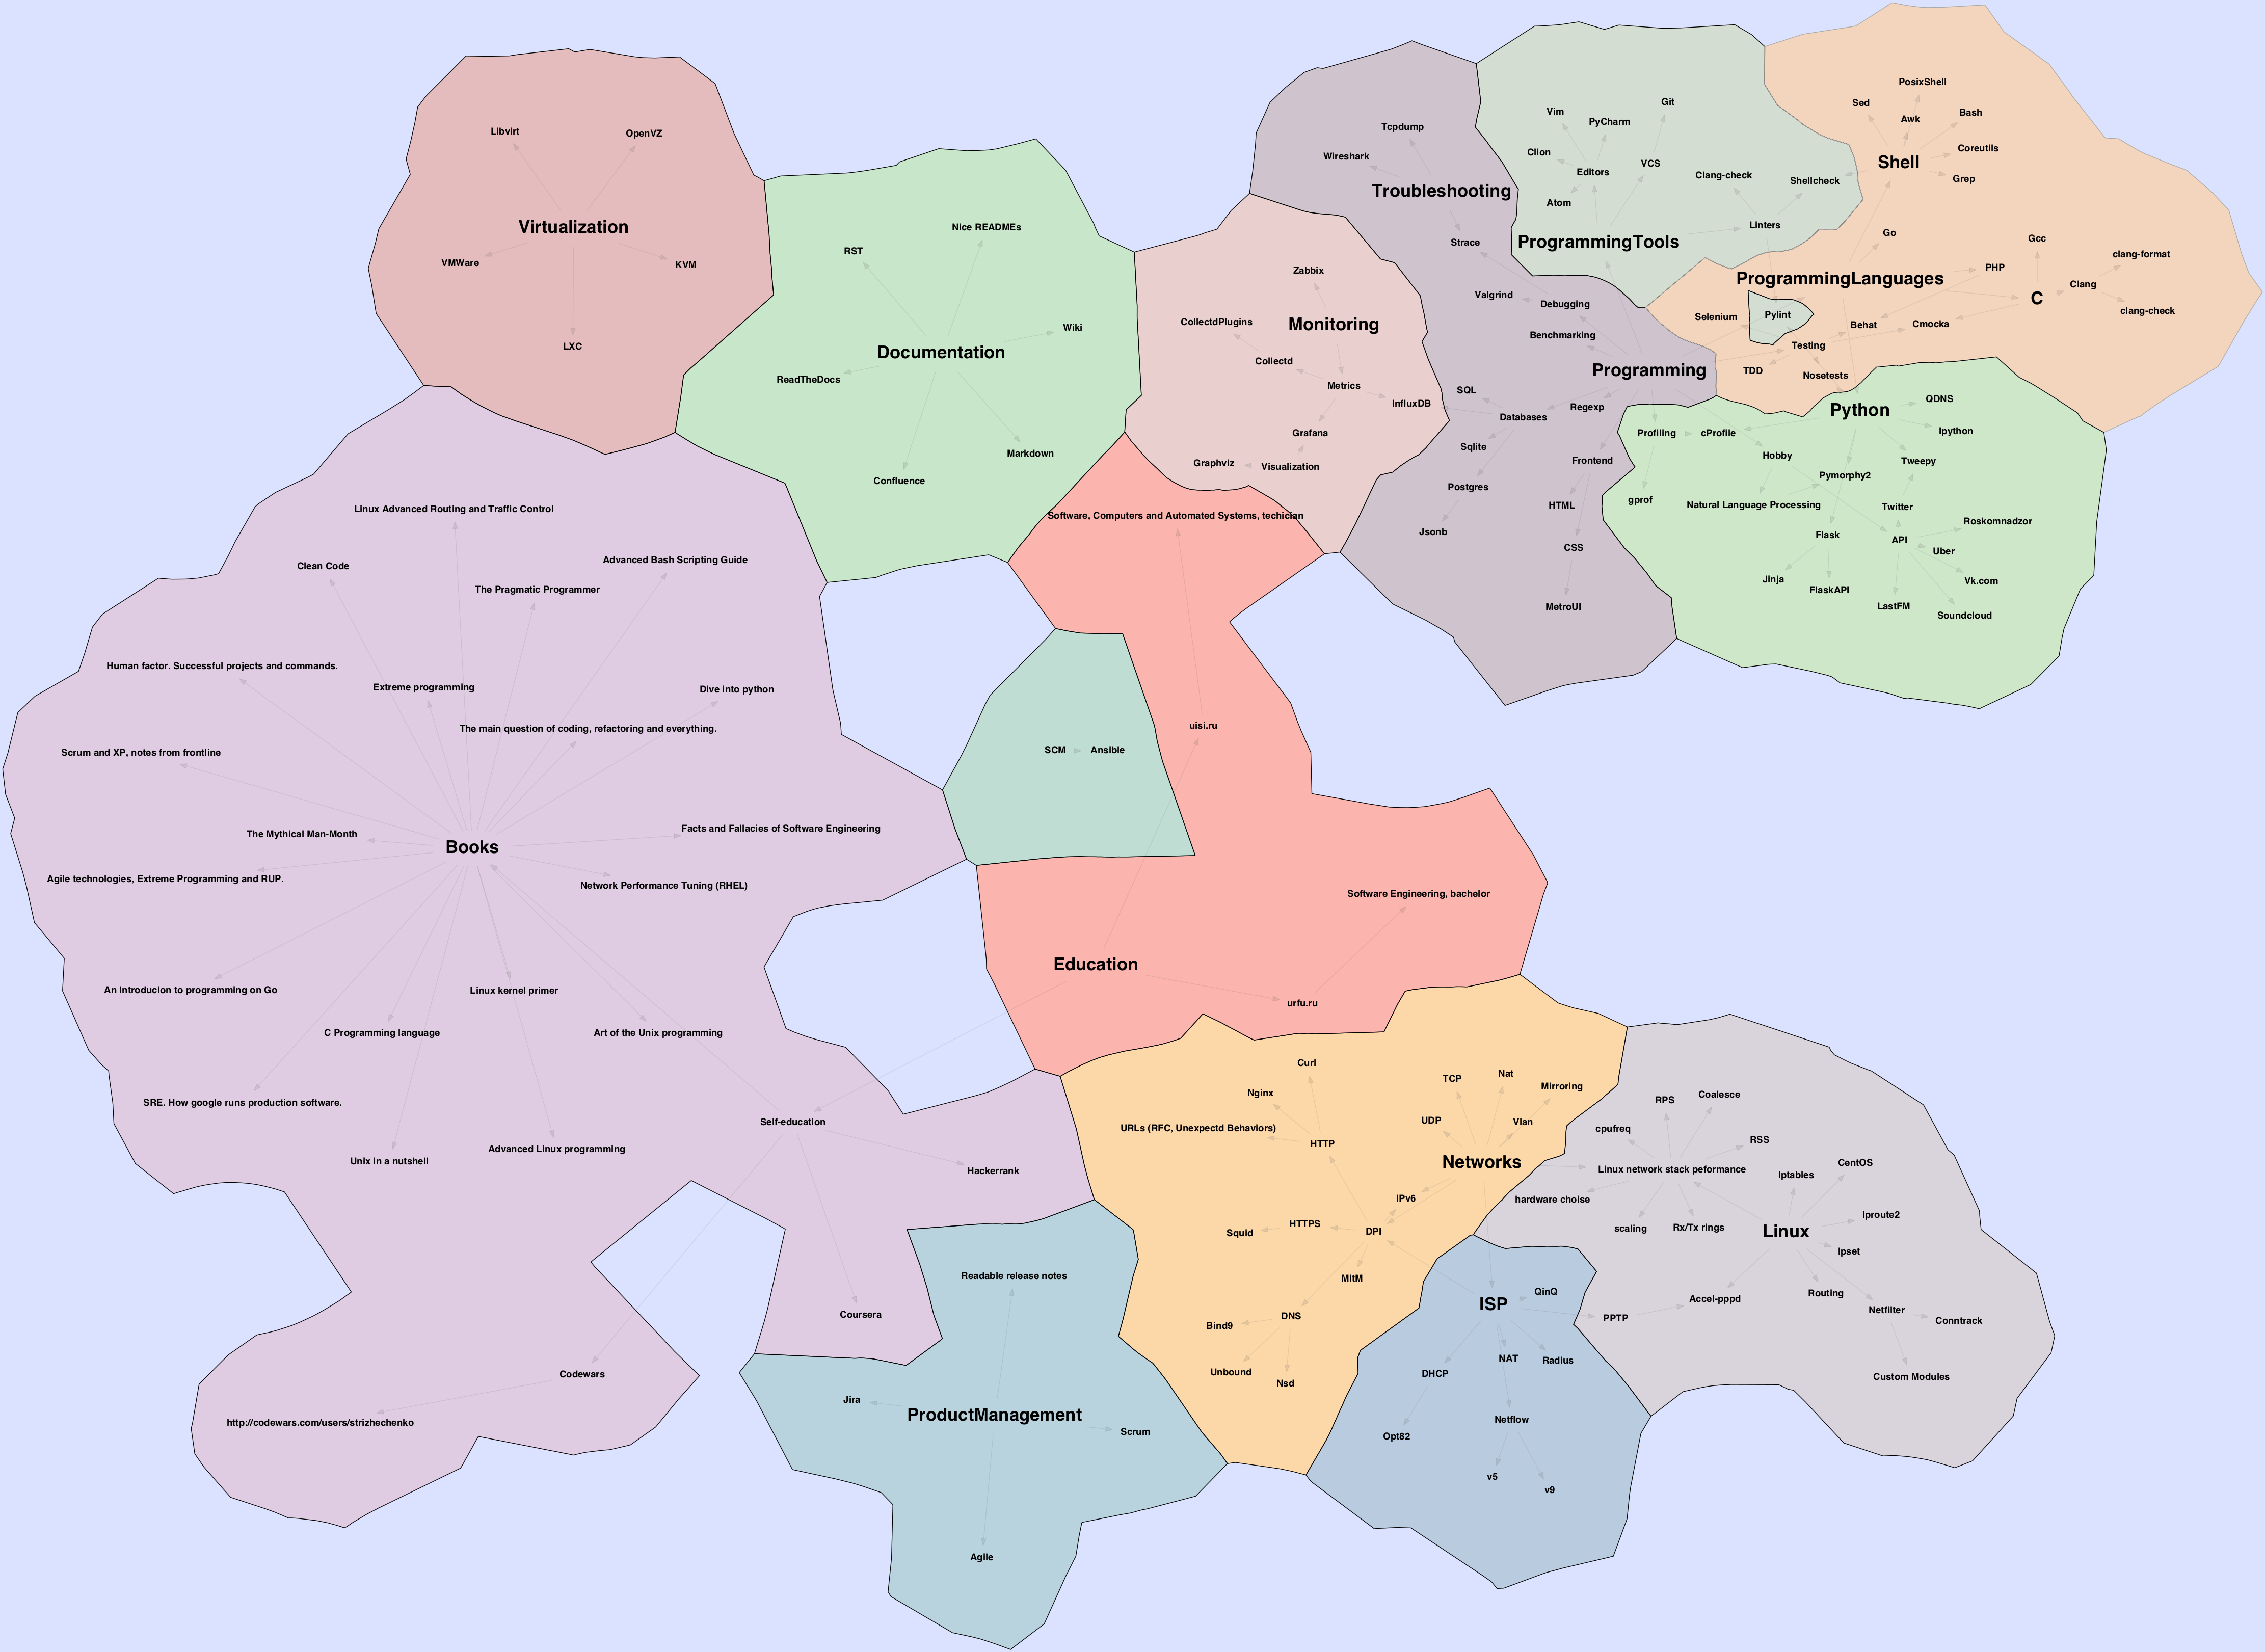 Libvirt
OpenVZ
Virtualization
VMWare
KVM
LXC
Nice READMEs
RST
Wiki
Documentation
ReadTheDocs
Markdown
Confluence
Tcpdump
Wireshark
Troubleshooting
Strace
Zabbix
CollectdPlugins
Monitoring
Collectd
Metrics
InfluxDB
Grafana
Graphviz
Visualization
Vim
PyCharm
Git
Clion
VCS
Editors
Clang-check
Shellcheck
Atom
Linters
ProgrammingTools
PosixShell
Sed
Awk
Bash
Coreutils
Shell
Grep
Go
Gcc
clang-format
PHP
ProgrammingLanguages
Clang
C
clang-check
Selenium
Pylint
Behat
Cmocka
Testing
TDD
Nosetests
Valgrind
Debugging
Benchmarking
Programming
SQL
Regexp
Databases
Sqlite
Frontend
Postgres
HTML
Jsonb
CSS
MetroUI
Python
QDNS
Profiling
cProfile
Ipython
Hobby
Tweepy
Pymorphy2
gprof
Natural Language Processing
Twitter
Roskomnadzor
Flask
API
Uber
Jinja
Vk.com
FlaskAPI
LastFM
Soundcloud
Software, Computers and Automated Systems, techician
uisi.ru
SCM
Ansible
Software Engineering, bachelor
Education
urfu.ru
Linux Advanced Routing and Traffic Control
Clean Code
Advanced Bash Scripting Guide
The Pragmatic Programmer
Human factor. Successful projects and commands.
Extreme programming
Dive into python
The main question of coding, refactoring and everything.
Scrum and XP, notes from frontline
The Mythical Man-Month
Facts and Fallacies of Software Engineering
Books
Agile technologies, Extreme Programming and RUP.
Network Performance Tuning (RHEL)
An Introducion to programming on Go
Linux kernel primer
C Programming language
Art of the Unix programming
SRE. How google runs production software.
Self-education
Unix in a nutshell
Advanced Linux programming
Hackerrank
Coursera
Codewars
http://codewars.com/users/strizhechenko
Readable release notes
Jira
ProductManagement
Scrum
Agile
Curl
TCP
Nat
Mirroring
Nginx
URLs (RFC, Unexpectd Behaviors)
UDP
Vlan
HTTP
Networks
IPv6
HTTPS
Squid
DPI
MitM
DNS
Bind9
Unbound
Nsd
RPS
Coalesce
cpufreq
RSS
Linux network stack peformance
Iptables
CentOS
hardware choise
scaling
Rx/Tx rings
Linux
Iproute2
Ipset
Routing
Accel-pppd
Netfilter
Conntrack
PPTP
Custom Modules
QinQ
ISP
NAT
Radius
DHCP
Netflow
Opt82
v5
v9